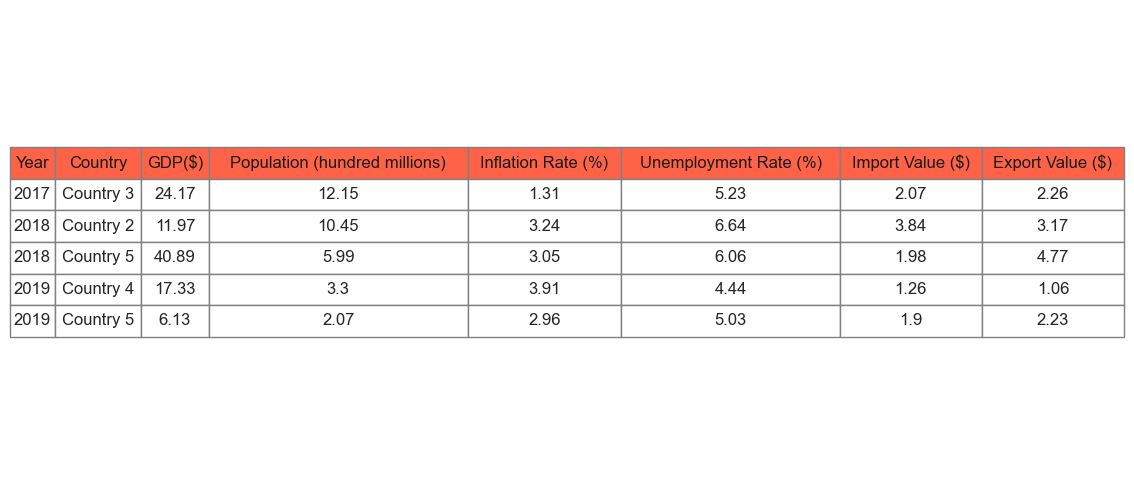 Year Country GDP($) Population (hundred millions) Inflation Rate (%) Unemployment Rate (%) Import Value ($) Export Value ($)
2017 Country 3 24.17 12.15 1.31 5.23 2.07 2.26
2018 Country 2 11.97 10.45 3.24 6.64 3.84 3.17
2018 Country 5 40.89 5.99 3.05 6.06 1.98 4.77
2019 Country 4 17.33 3.3 3.91 4.44 1.26 1.06
2019 Country 5 6.13 2.07 2.96 5.03 1.9 2.23